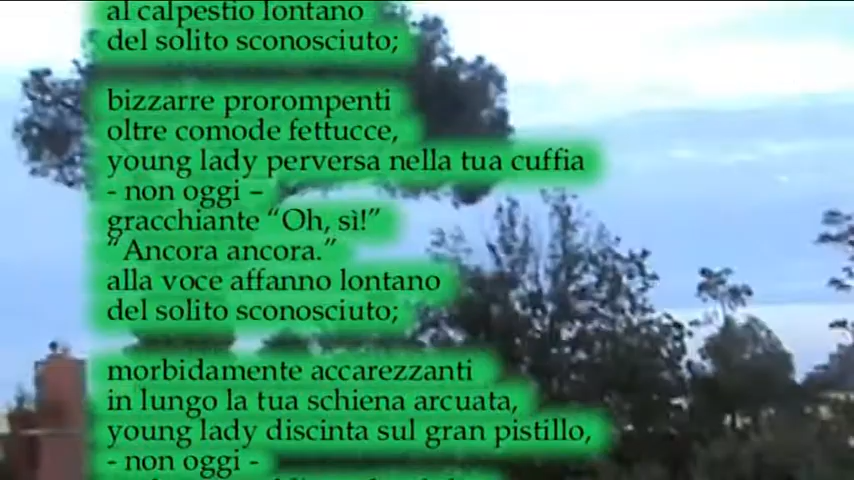 al calpestio lontano
del solito sconosciuto;
bizzarre prorompenti
oltre comode fettucce,
young lady perversa nella tua cuffia
- non oggi –
gracchiante “Oh, sì!”
“Ancora ancora.”
alla voce affanno lontano
del solito sconosciuto;
morbidamente accarezzanti
in lungo la tua schiena arcuata,
young lady discinta sul gran pistillo,
- non oggi -